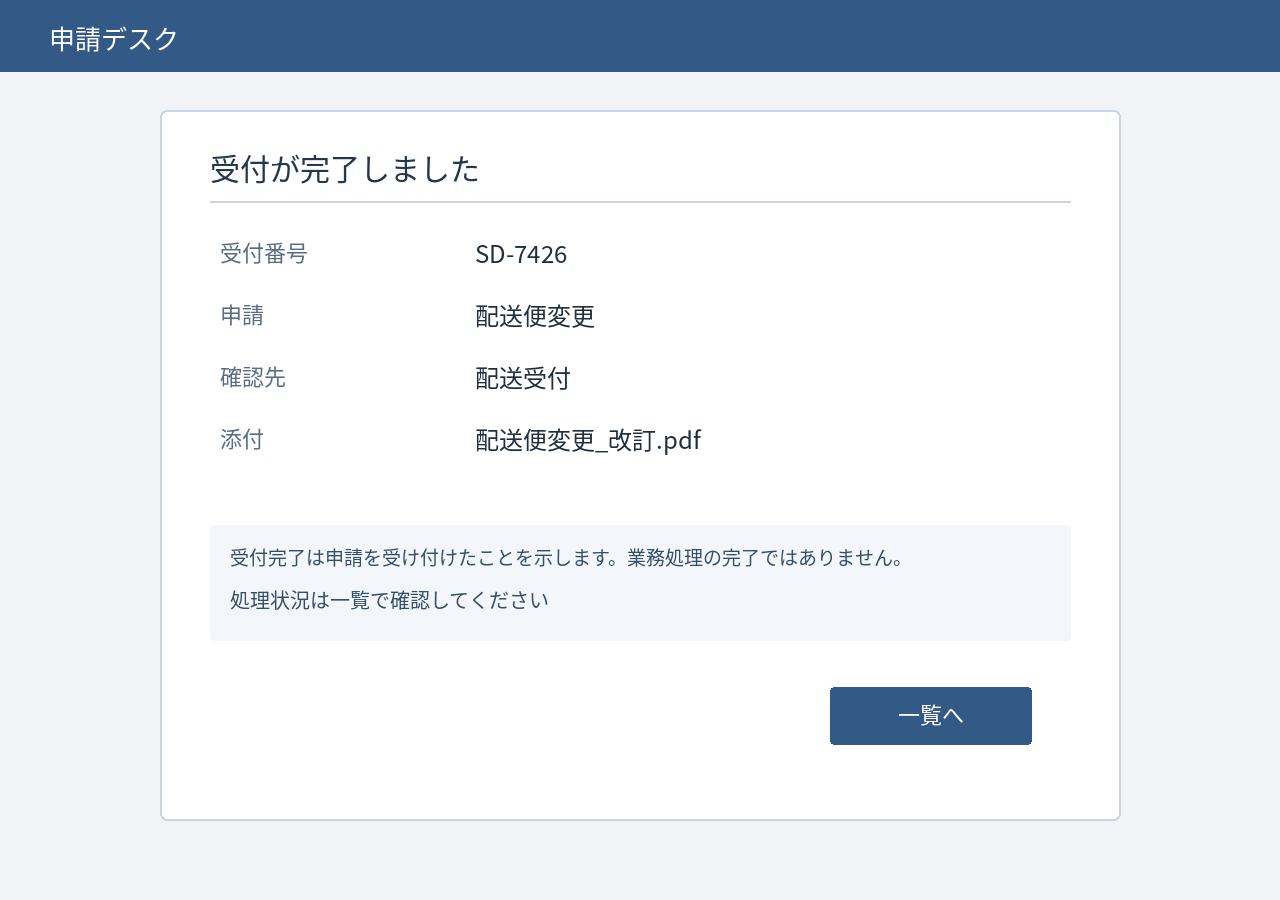 申請デスク
受付が完了しました
受付番号 SD-7426
申請 配送便変更
確認先 配送受付
添付 配送便変更_改訂.pdf
受付完了は申請を受け付けたことを示します。業務処理の完了ではありません。
処理状況は一覧で確認してください
一覧へ